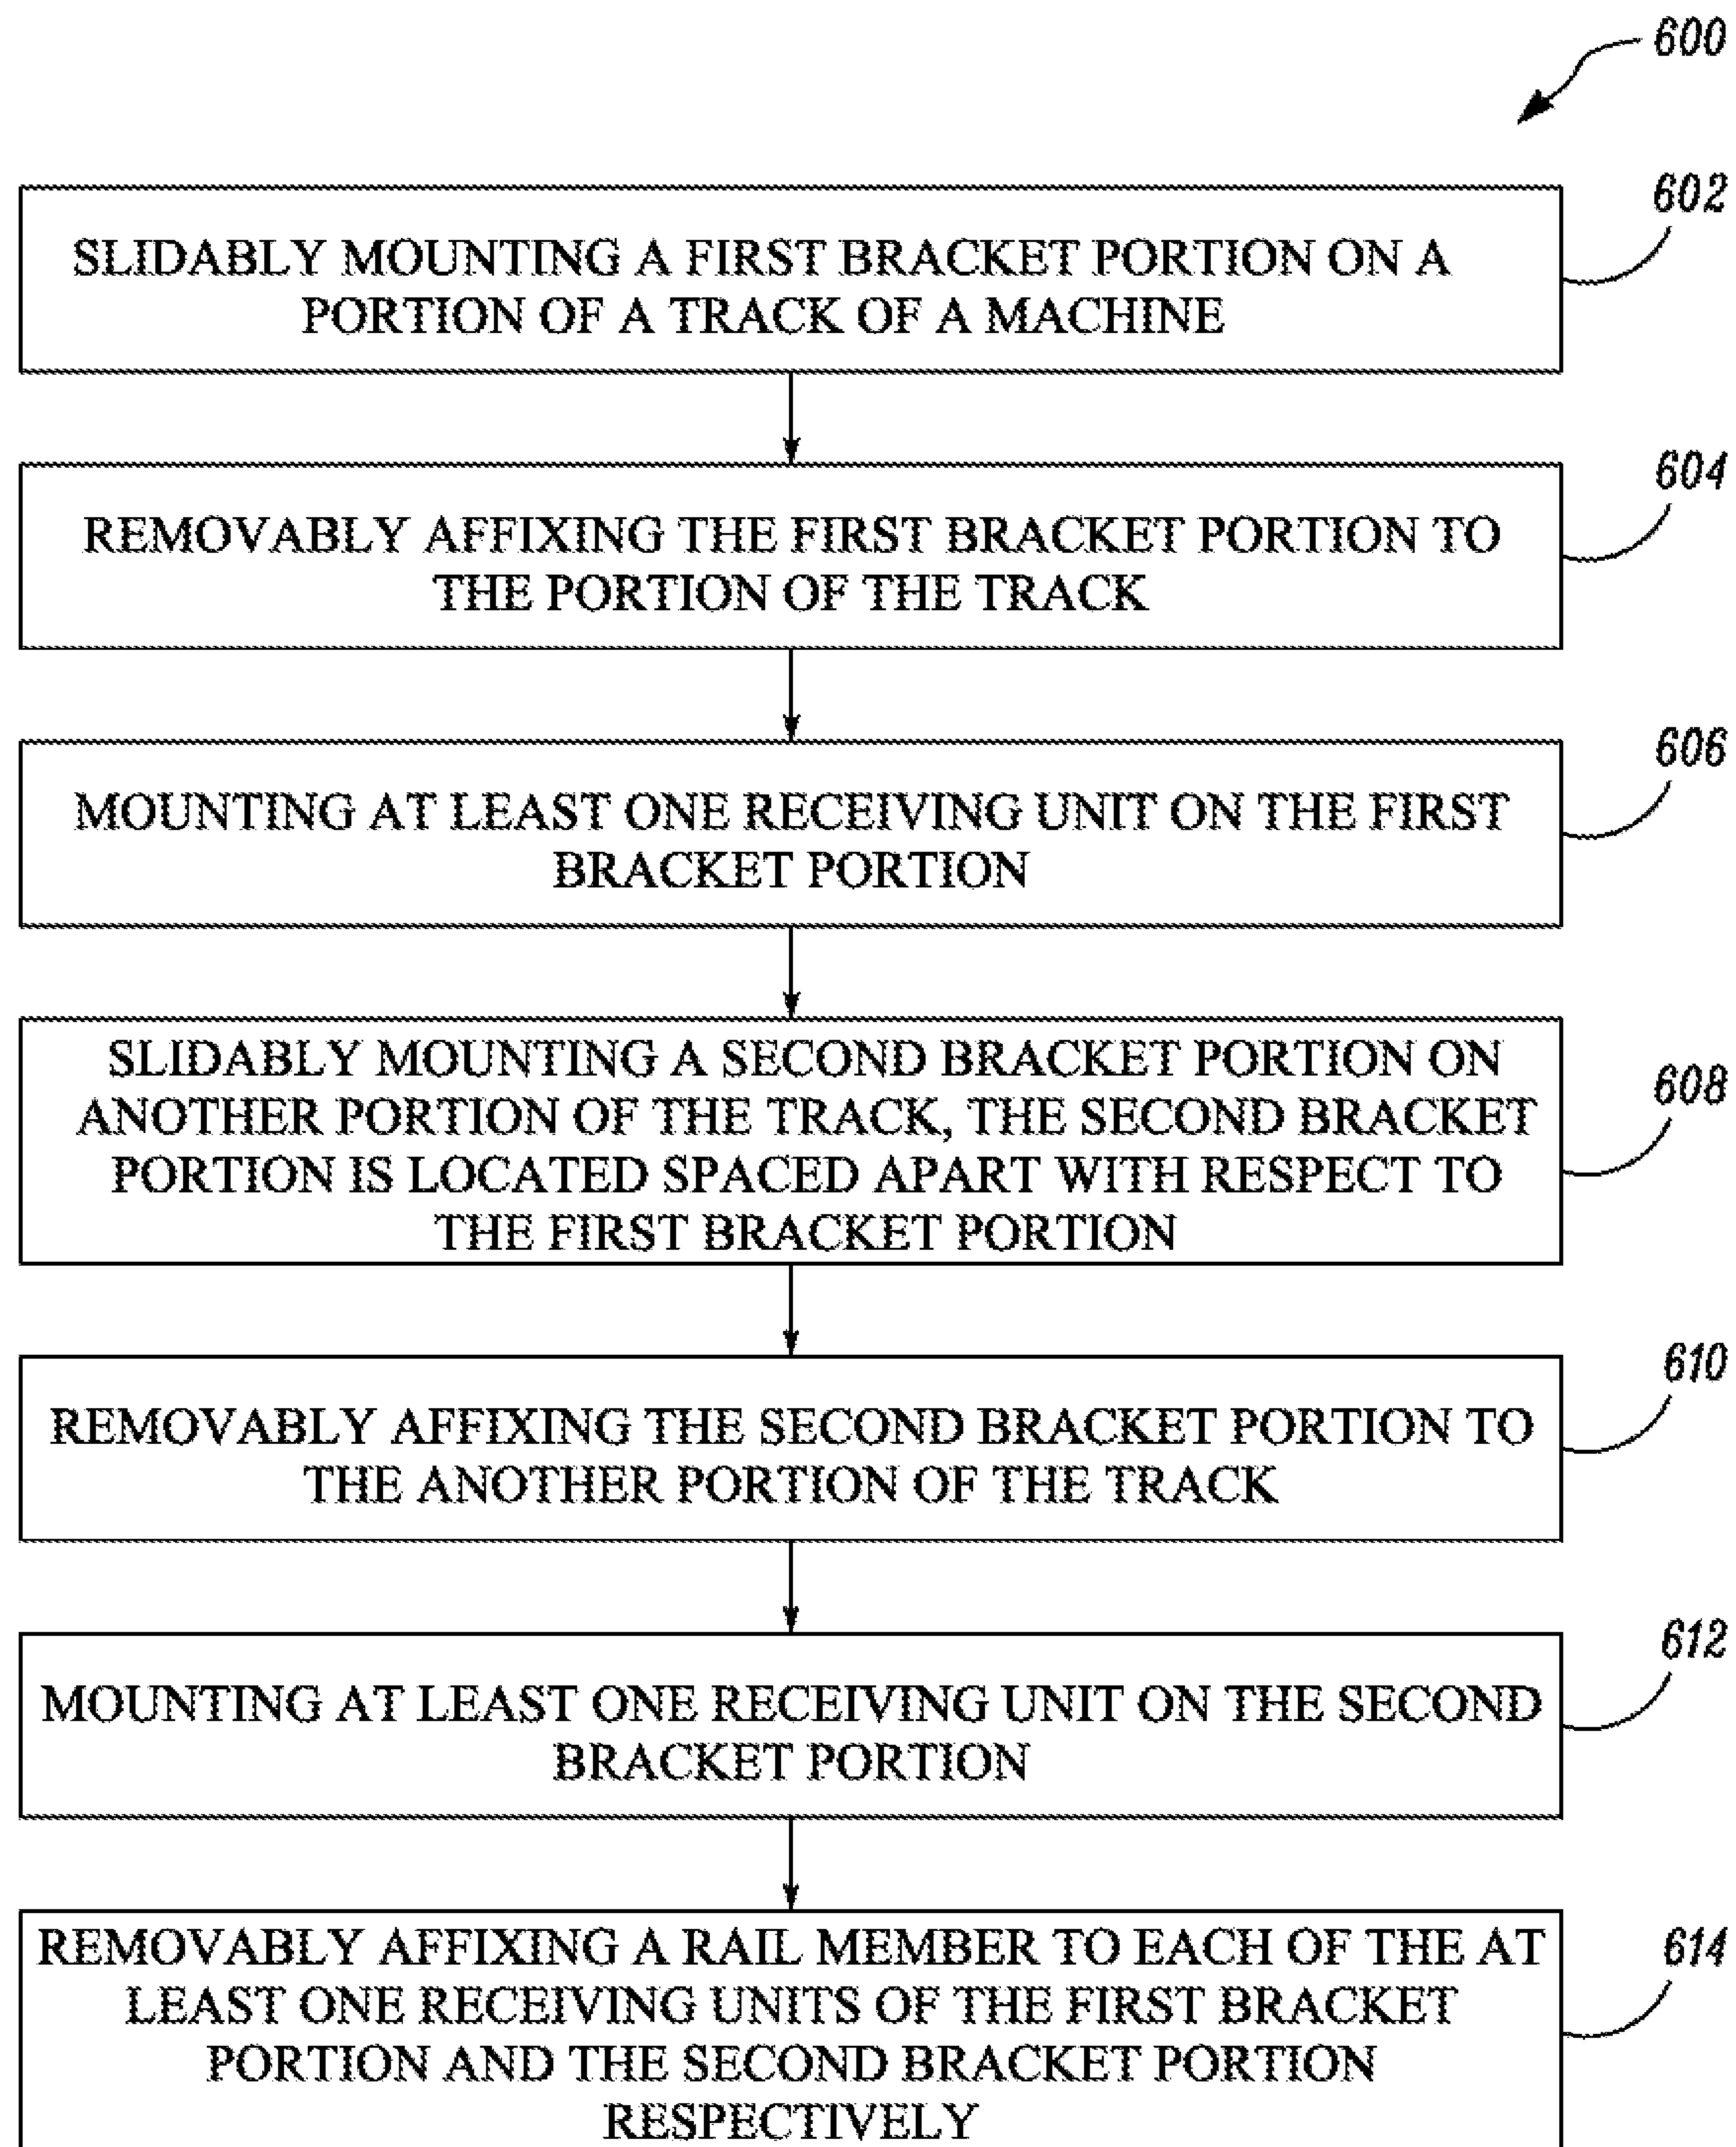 600
602
SLIDABLY MOUNTING A FIRST BRACKET PORTION ON A
PORTION OF A TRACK OF A MACHINE
604
REMOVABLY AFFIXING THE FIRST BRACKET PORTION TO
THE PORTION OF THE TRACK
606
MOUNTING AT LEAST ONE RECEIVING UNIT ON THE FIRST
BRACKET PORTION
608
SLIDABLY MOUNTING A SECOND BRACKET PORTION ON
ANOTHER PORTION OF THE TRACK, THE SECOND BRACKET
PORTION IS LOCATED SPACED APART WITH RESPECT TO
THE FIRST BRACKET PORTION
610
REMOVABLY AFFIXING THE SECOND BRACKET PORTION TO
THE ANOTHER PORTION OF THE TRACK
612
MOUNTING AT LEAST ONE RECEIVING UNIT ON THE SECOND
BRACKET PORTION
614
REMOVABLY AFFIXING A RAIL MEMBER TO EACH OF THE AT
LEAST ONE RECEIVING UNITS OF THE FIRST BRACKET
PORTION AND THE SECOND BRACKET PORTION
RESPECTIVELY